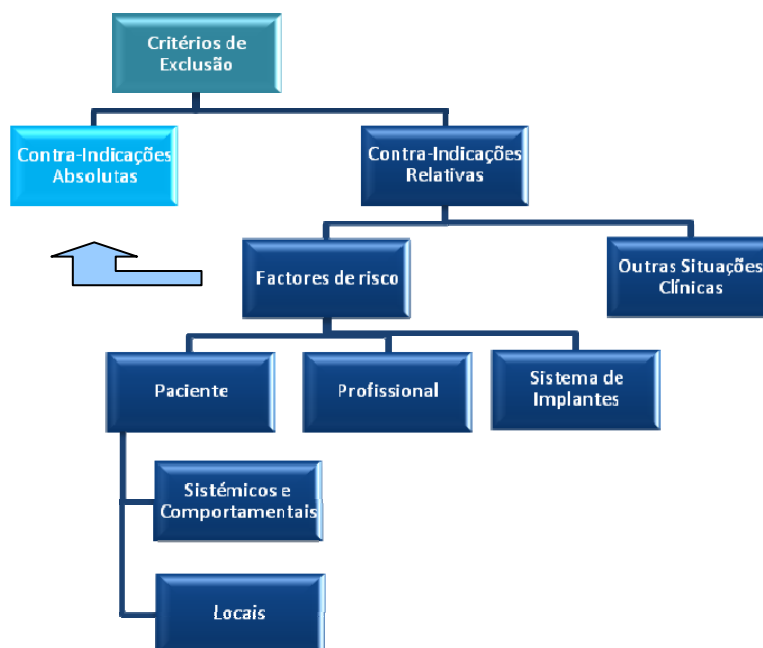 Critérios de
Exclusão
Contra-Indicações
Absolutas
Contra-Indicações
Relativas
Factores de risco
Outras Situações
Clínicas
Paciente
Profissional
Sistema de
Implantes
Sistémicos e
Comportamentais
Locais